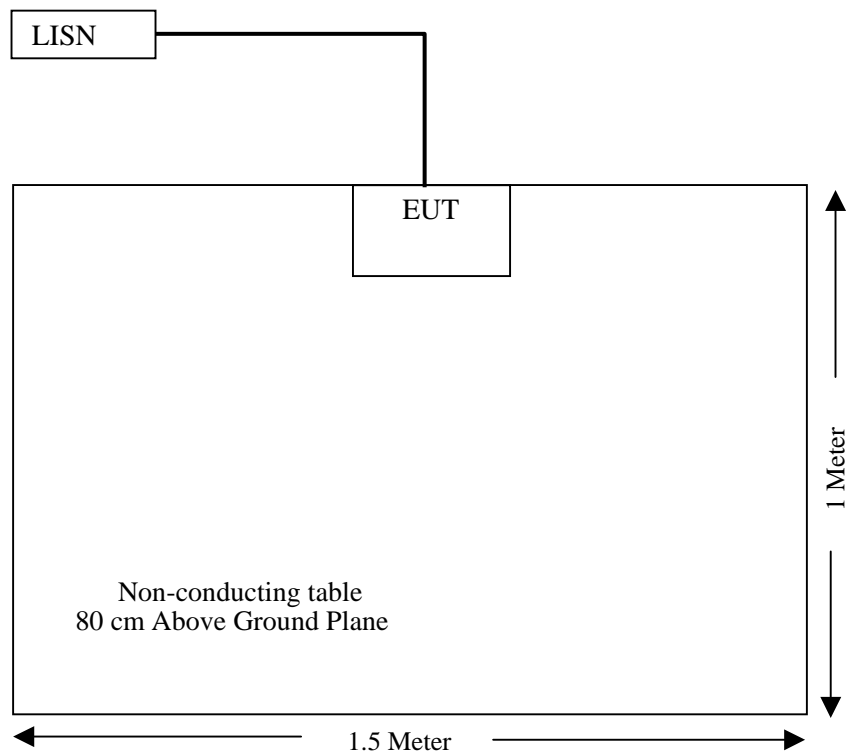 LISN
EUT
1 Meter
Non-conducting table
80 cm Above Ground Plane
1.5 Meter